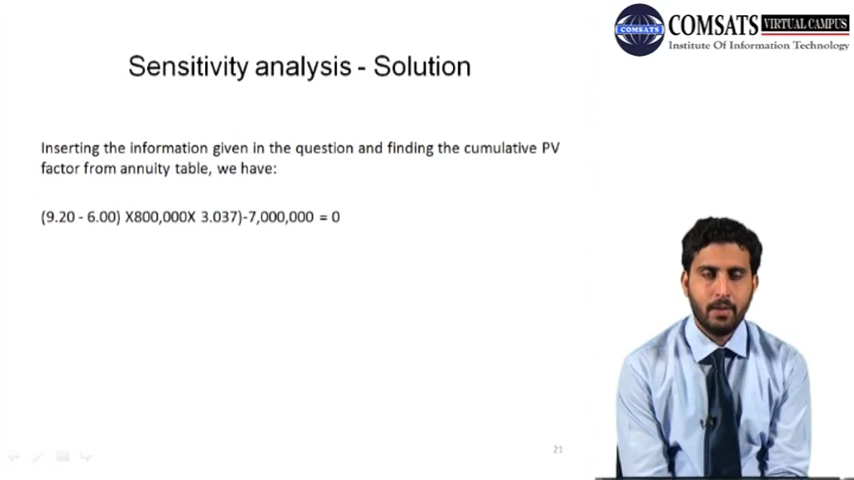 COMSATS
COMSATS VIRTUAL CAMPUS
Institute Of Information Technology
Sensitivity analysis - Solution
Inserting the information given in the question and finding the cumulative PV
factor from annuity table, we have:
(9.20 - 6.00) X800,000X 3.037)-7,000,000 = 0
21